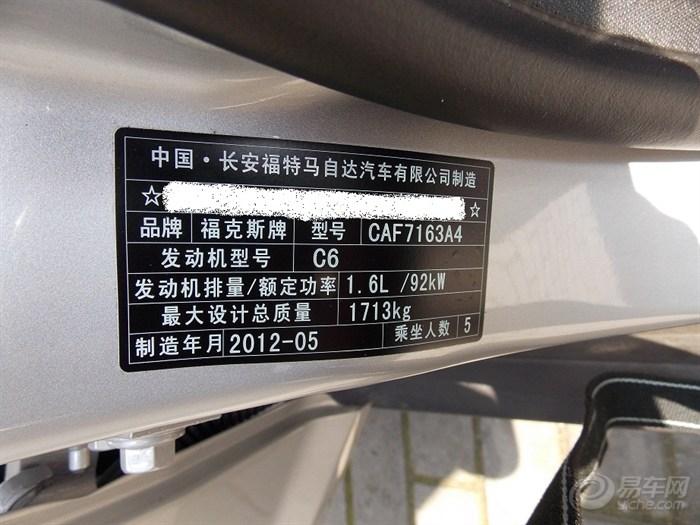 中国·长安福特马自达汽车有限公司制造
☆ ☆
品牌 福克斯牌 型号 CAF7163A4
发动机型号 C6
发动机排量/额定功率 1.6L /92kW
最大设计总质量 1713kg
制造年月 2012-05 乘坐人数 5
易车网
yiche.com